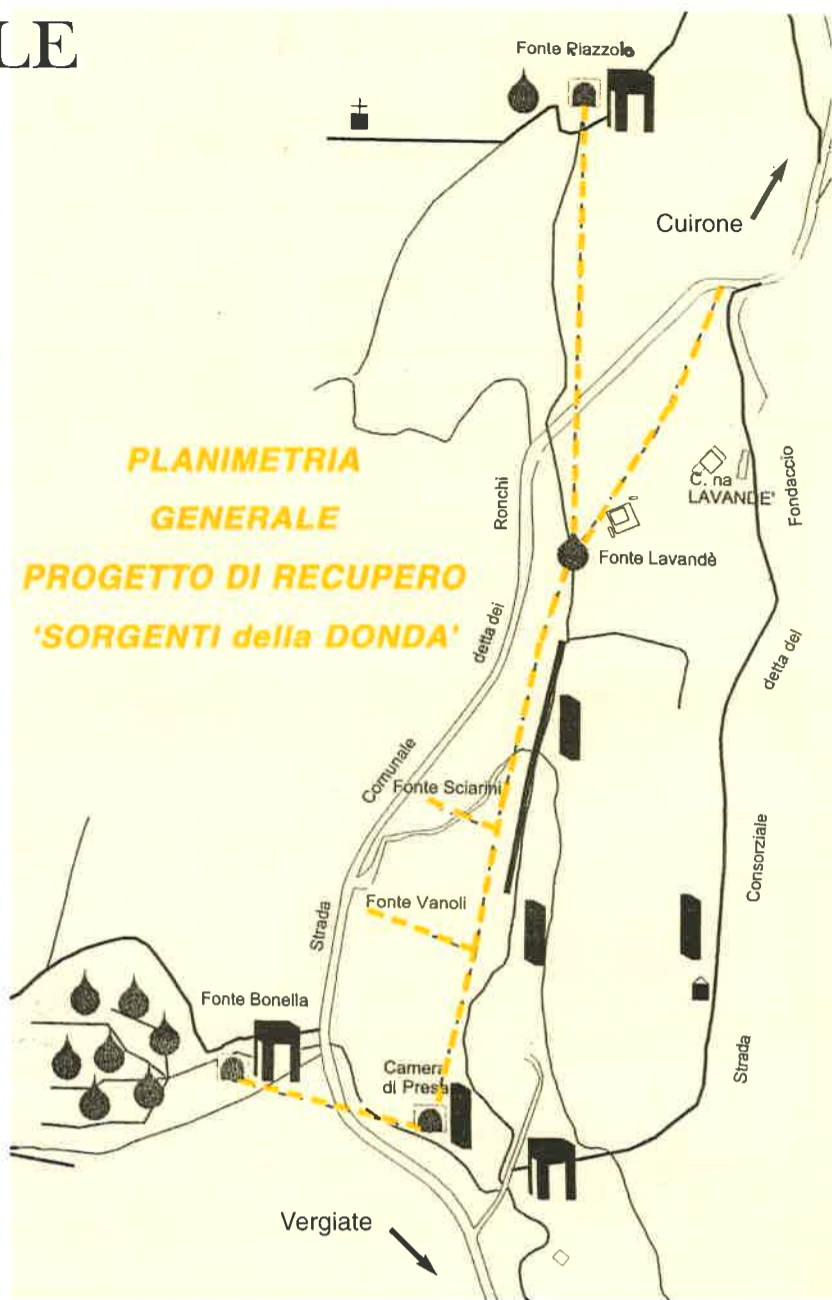 LE
Fonte Riazzolo
Cuirone
PLANIMETRIA
GENERALE
PROGETTO DI RECUPERO
'SORGENTI della DONDA'
Ronchi
detta dei
Comunale
Strada
C. na
LAVANDE'
Fondaccio
detta del
Consorziale
Strada
Fonte Lavandè
Fonte Sciarini
Fonte Vanoli
Fonte Bonella
Camera
di Presa
Vergiate